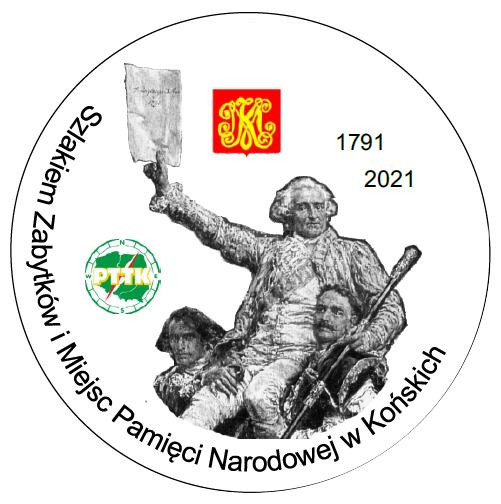 1791
2021
PTTK
N
W
E
S
Szlakiem Zabytków i Miejsc Pamięci Narodowej w Końskich